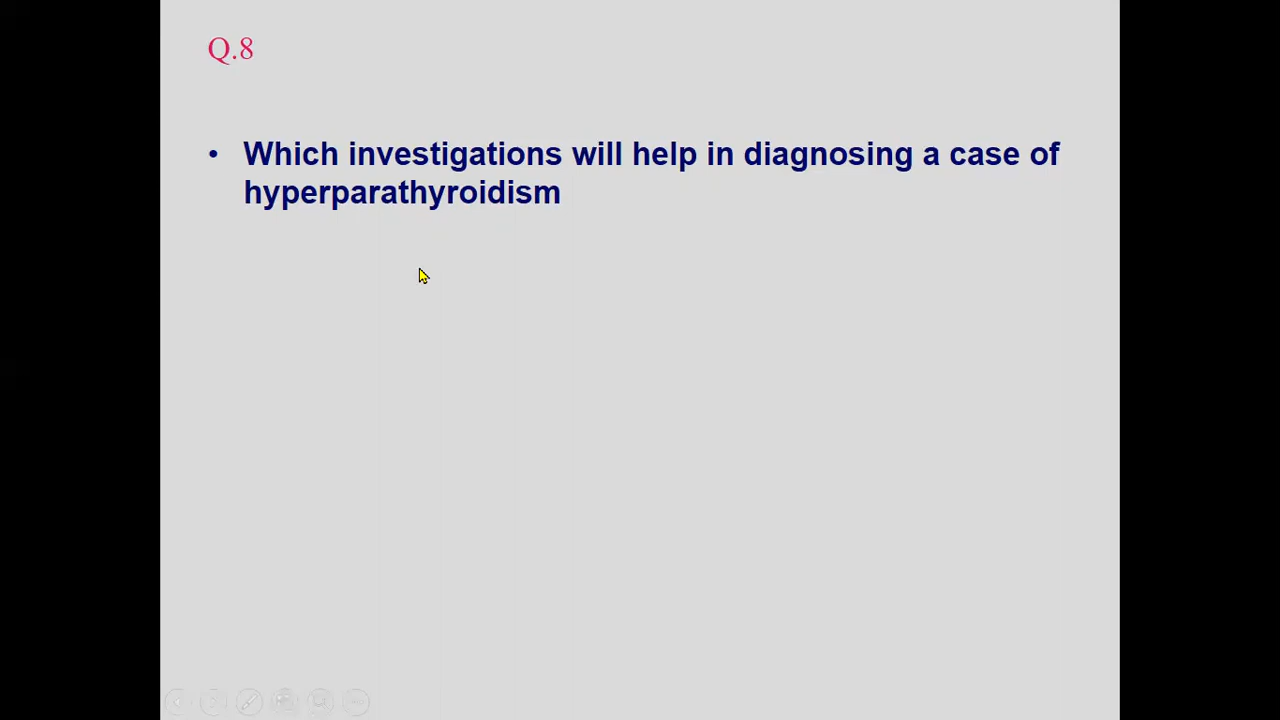 Q.8
• Which investigations will help in diagnosing a case of
hyperparathyroidism